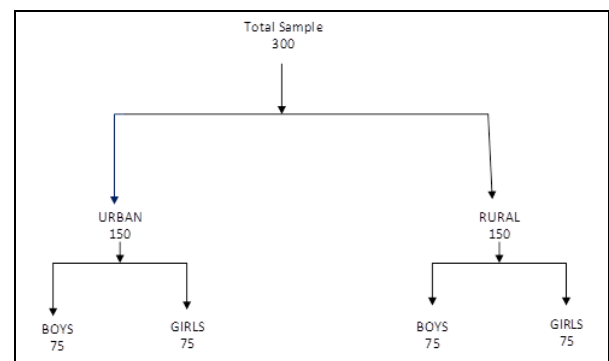 Total Sample
300
URBAN
150
RURAL
150
BOYS
75
GIRLS
75
BOYS
75
GIRLS
75